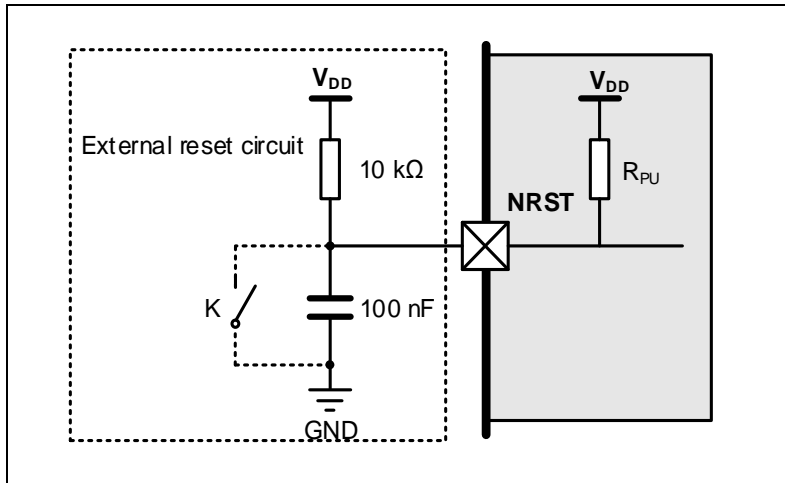 VDD
External reset circuit
10 kΩ
K
100 nF
GND
VDD
RPU
NRST